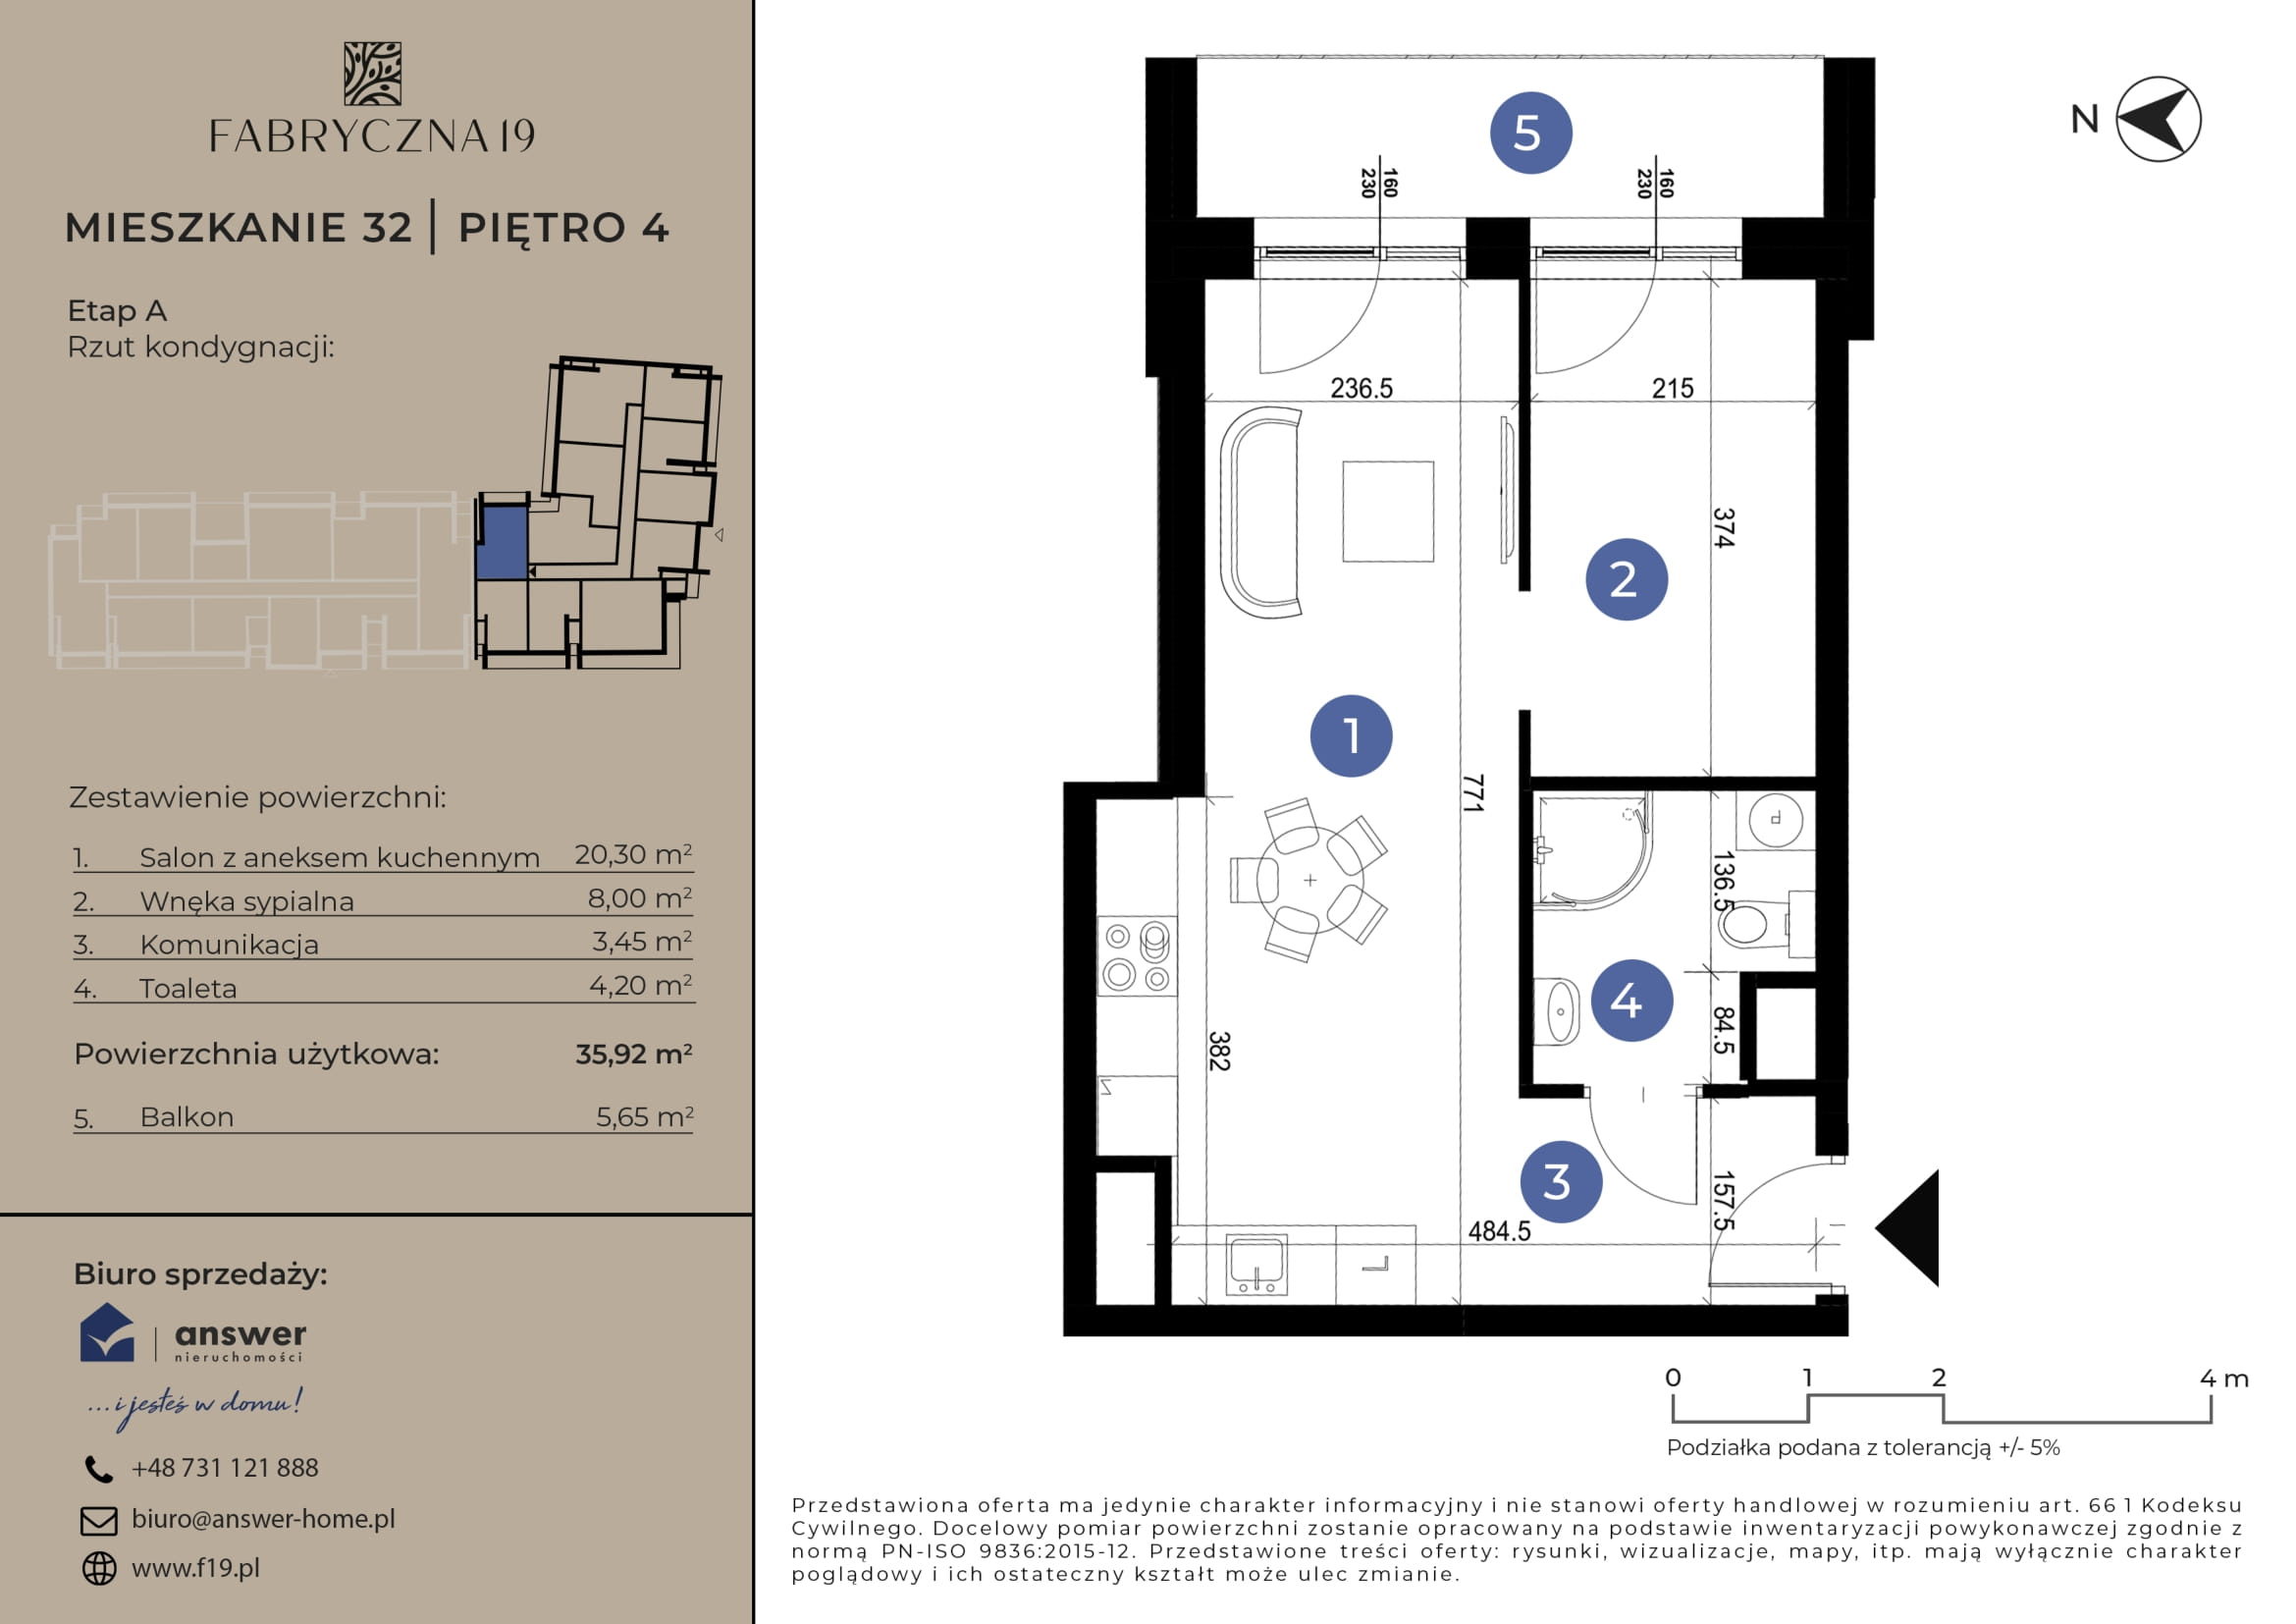 FABRYCZNA 19
MIESZKANIE 32 | PIĘTRO 4
Etap A
Rzut kondygnacji:
Zestawienie powierzchni:
1. Salon z aneksem kuchennym 20,30 m²
2. Wnęka sypialna 8,00 m²
3. Komunikacja 3,45 m²
4. Toaleta 4,20 m²
Powierzchnia użytkowa: 35,92 m²
5. Balkon 5,65 m²
Biuro sprzedaży:
answer
nieruchomości
...i jesteś w domu!
+48 731 121 888
biuro@answer-home.pl
www.f19.pl
N
5
160
230
160
230
236.5
215
374
2
1
771
136.5
382
4
84.5
3
157.5
484.5
0 1 2 4 m
Podziałka podana z tolerancją +/- 5%
Przedstawiona oferta ma jedynie charakter informacyjny i nie stanowi oferty handlowej w rozumieniu art. 66 1 Kodeksu
Cywilnego. Docelowy pomiar powierzchni zostanie opracowany na podstawie inwentaryzacji powykonawczej zgodnie z
normą PN-ISO 9836:2015-12. Przedstawione treści oferty: rysunki, wizualizacje, mapy, itp. mają wyłącznie charakter
poglądowy i ich ostateczny kształt może ulec zmianie.